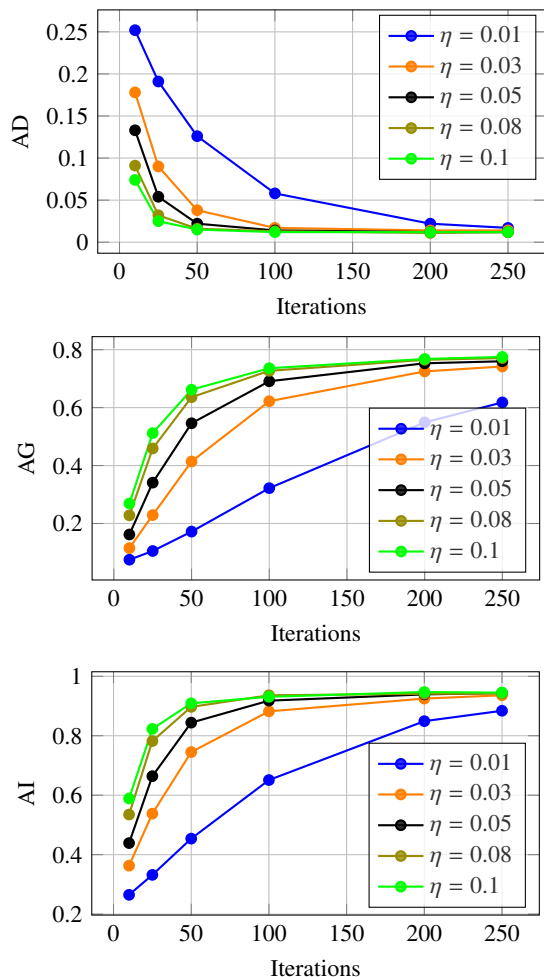 0.25
0.2
0.15
0.1
0.05
0
AD
η = 0.01
η = 0.03
η = 0.05
η = 0.08
η = 0.1
0 50 100 150 200 250
Iterations
0.8
0.6
0.4
0.2
AG
η = 0.01
η = 0.03
η = 0.05
η = 0.08
η = 0.1
0 50 100 150 200 250
Iterations
1
0.8
0.6
0.4
0.2
AI
η = 0.01
η = 0.03
η = 0.05
η = 0.08
η = 0.1
0 50 100 150 200 250
Iterations